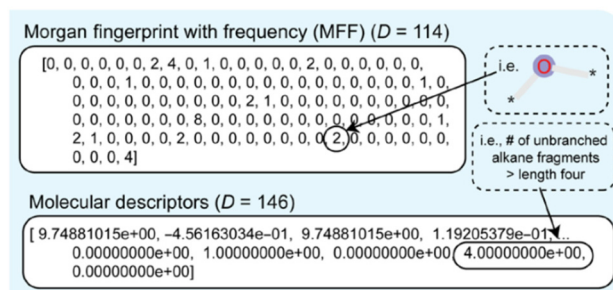 Morgan fingerprint with frequency (MFF) (D = 114)
[0, 0, 0, 0, 0, 0, 2, 4, 0, 1, 0, 0, 0, 0, 0, 2, 0, 0, 0, 0, 0, 0,
0, 0, 0, 1, 0, 0, 0, 0, 0, 0, 0, 0, 0, 0, 0, 0, 0, 0, 0, 1, 0,
0, 0, 0, 0, 0, 0, 0, 0, 0, 0, 2, 1, 0, 0, 0, 0, 0, 0, 0, 0, 0,
0, 0, 0, 0, 0, 0, 8, 0, 0, 0, 0, 0, 0, 0, 0, 0, 0, 0, 0, 0, 1,
2, 1, 0, 0, 0, 0, 2, 0, 0, 0, 0, 0, 0, 0, 0, 0, 2, 0, 0, 0, 0, 0, 0,
0, 0, 0, 4]
i.e.
O
*
*
i.e., # of unbranched
alkane fragments
> length four
Molecular descriptors (D = 146)
[ 9.74881015e+00, −4.56163034e−01, 9.74881015e+00, 1.19205379e−01, ...
0.00000000e+00, 1.00000000e+00, 0.00000000e+00 4.00000000e+00,
0.00000000e+00]